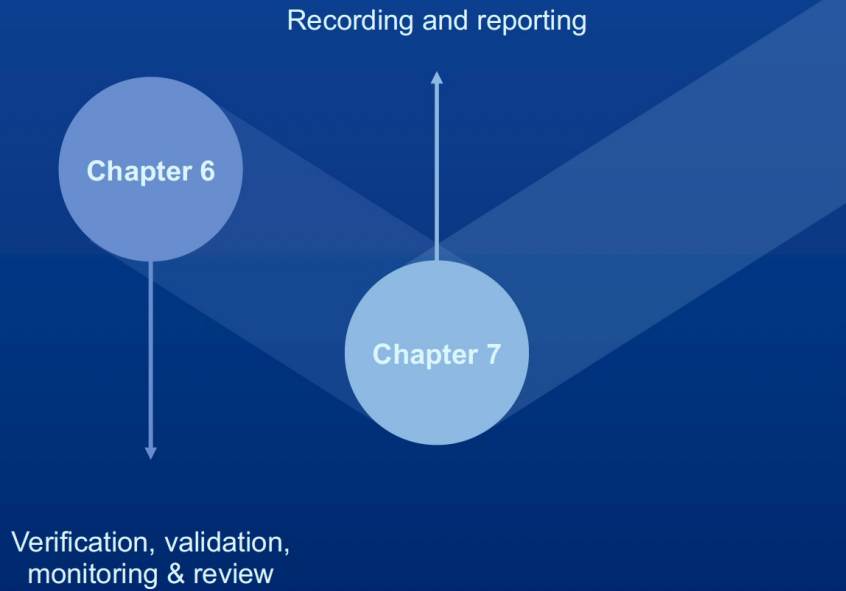 Recording and reporting
Chapter 6
Chapter 7
Verification, validation,
monitoring & review